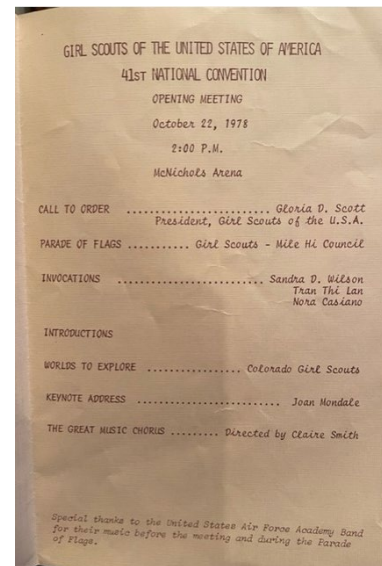 GIRL SCOUTS OF THE UNITED STATES OF AMERICA
41ST NATIONAL CONVENTION
OPENING MEETING
October 22, 1978
2:00 P.M.
McNichols Arena
CALL TO ORDER ........................ Gloria D. Scott
President, Girl Scouts of the U.S.A.
PARADE OF FLAGS ........... Girl Scouts - Mile Hi Council
INVOCATIONS ......................... Sandra D. Wilson
Tran Thi Lan
Nora Casiano
INTRODUCTIONS
WORLDS TO EXPLORE ................ Colorado Girl Scouts
KEYNOTE ADDRESS ........................ Joan Mondale
THE GREAT MUSIC CHORUS ........ Directed by Claire Smith
Special thanks to the United States Air Force Academy Band
for their music before the meeting and during the Parade
of Flags.